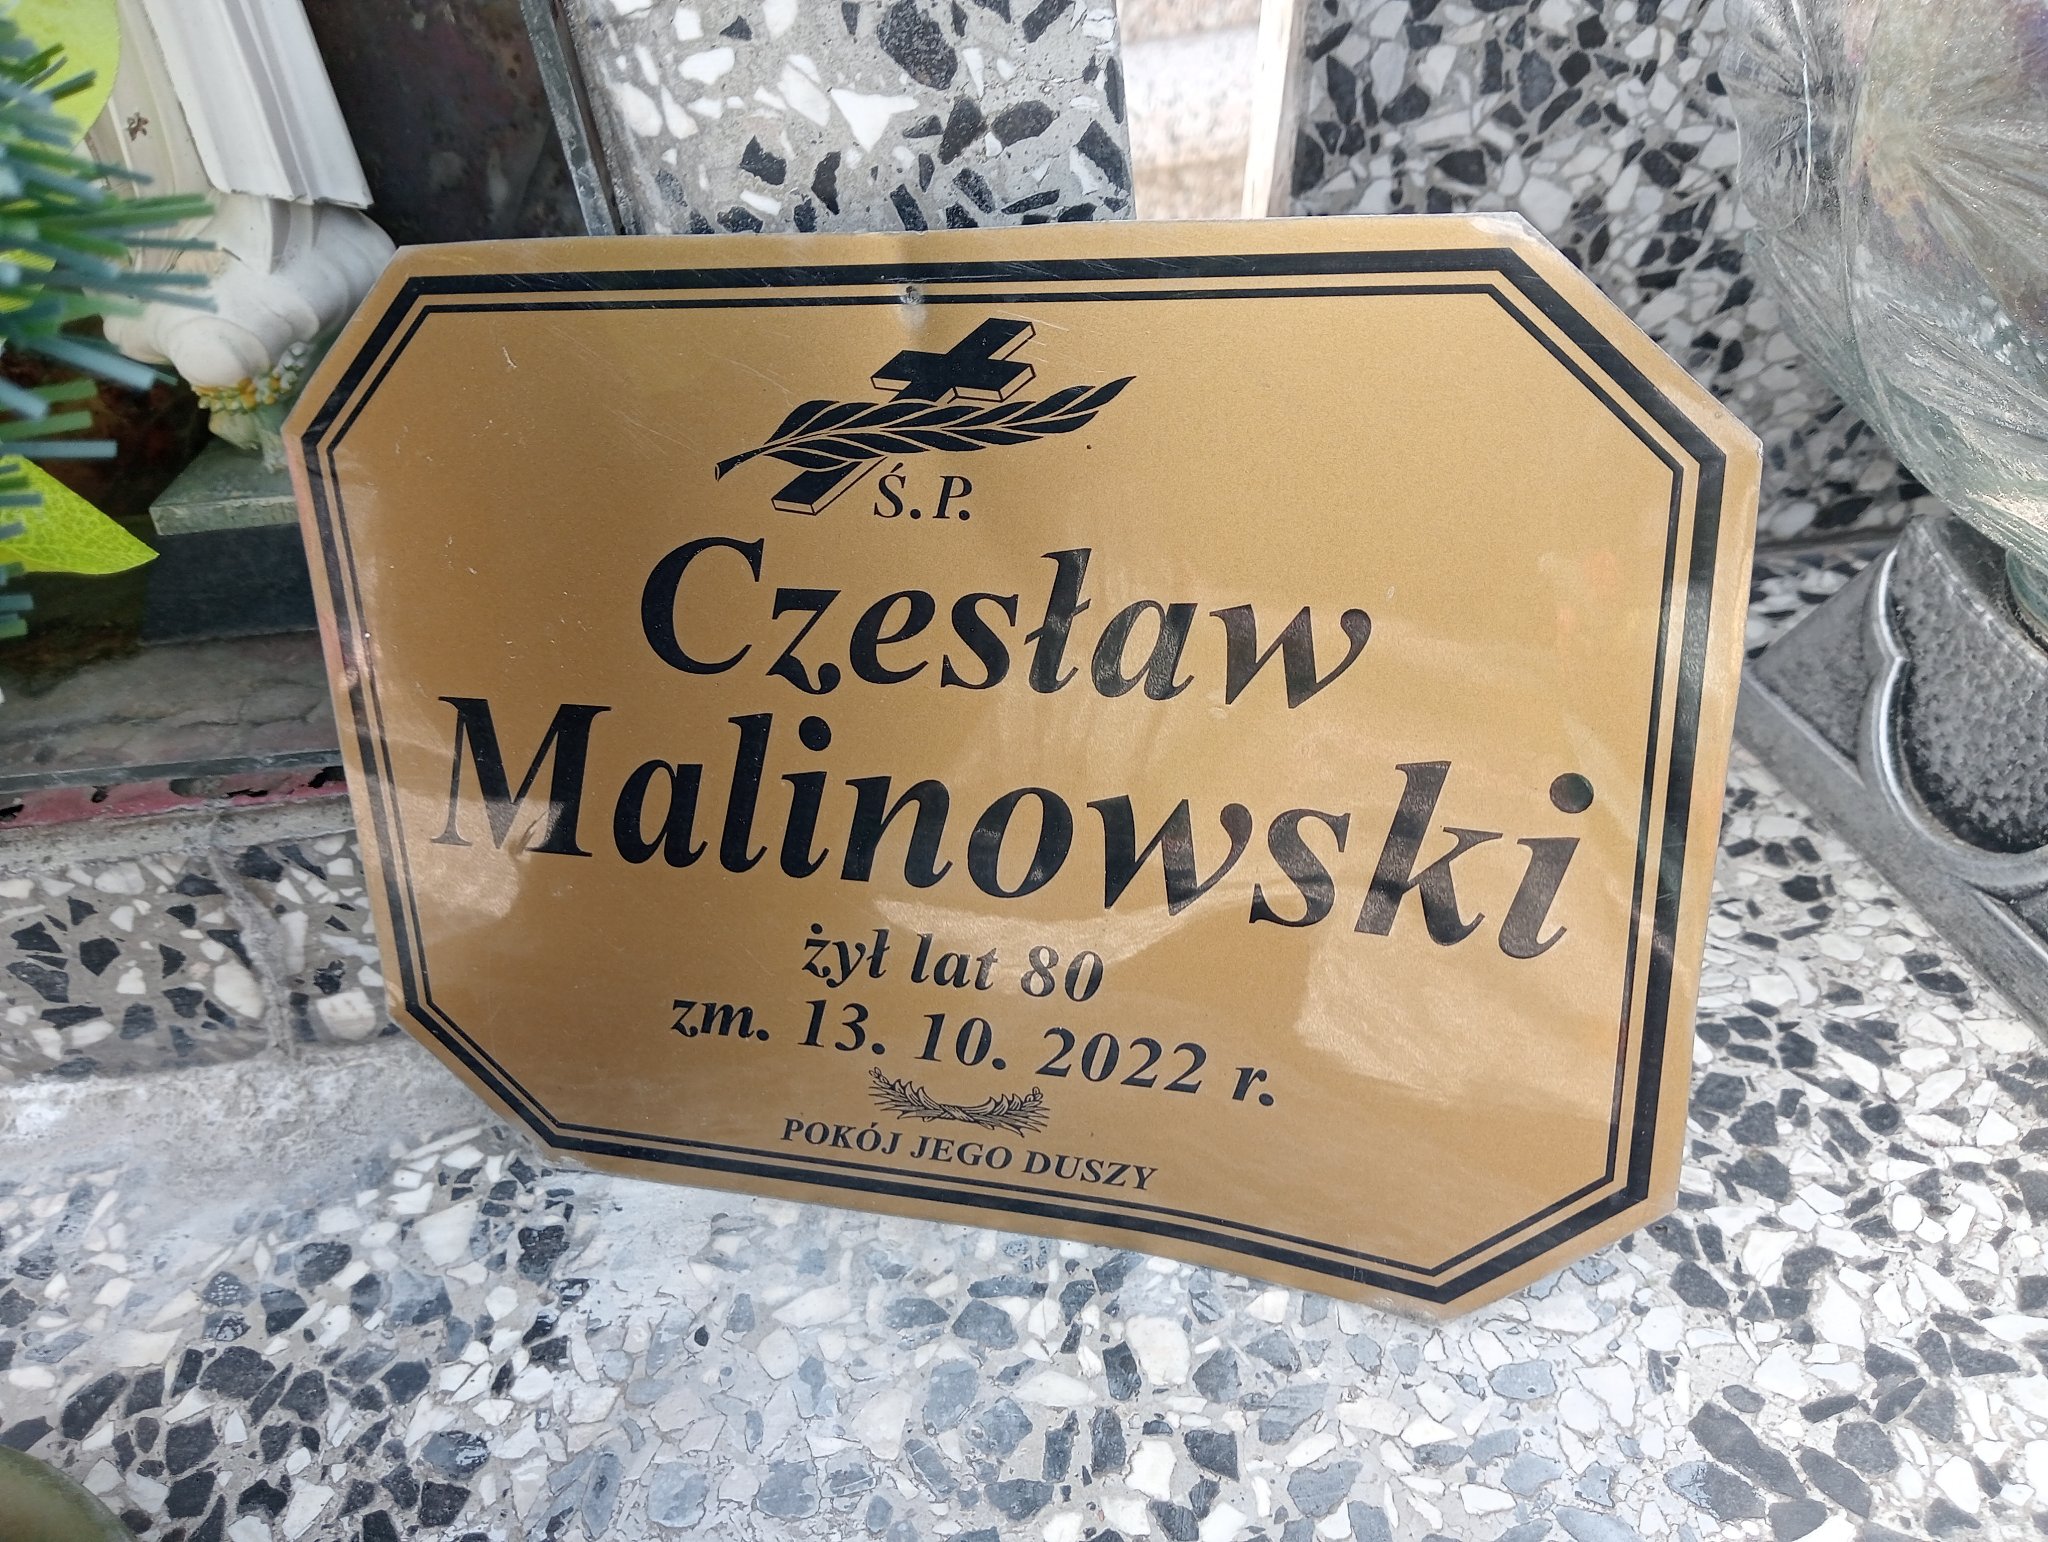 Ś.P.
Czesław
Malinowski
żył lat 80
zm. 13. 10. 2022 r.
POKÓJ JEGO DUSZY